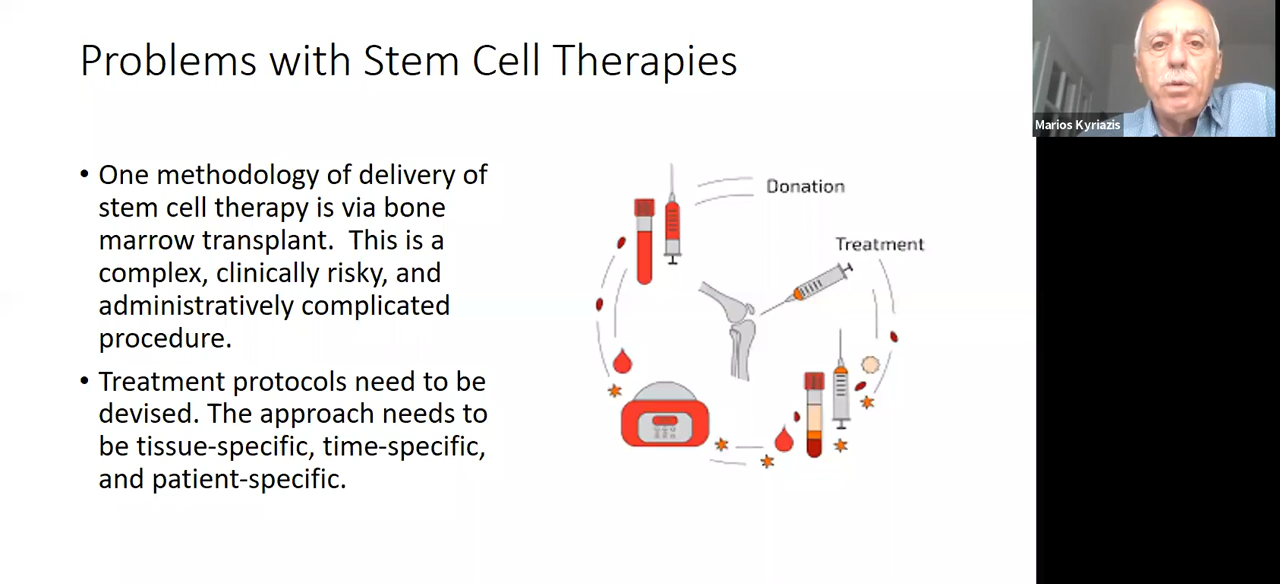 Problems with Stem Cell Therapies
• One methodology of delivery of
stem cell therapy is via bone
marrow transplant.  This is a
complex, clinically risky, and
administratively complicated
procedure.
• Treatment protocols need to be
devised. The approach needs to
be tissue-specific, time-specific,
and patient-specific.
Donation
Treatment
Marios Kyriazis